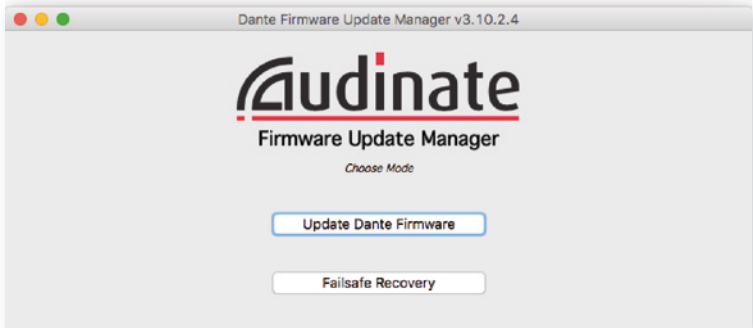 Dante Firmware Update Manager v3.10.2.4
Audinate
Firmware Update Manager
Choose Mode
Update Dante Firmware
Failsafe Recovery